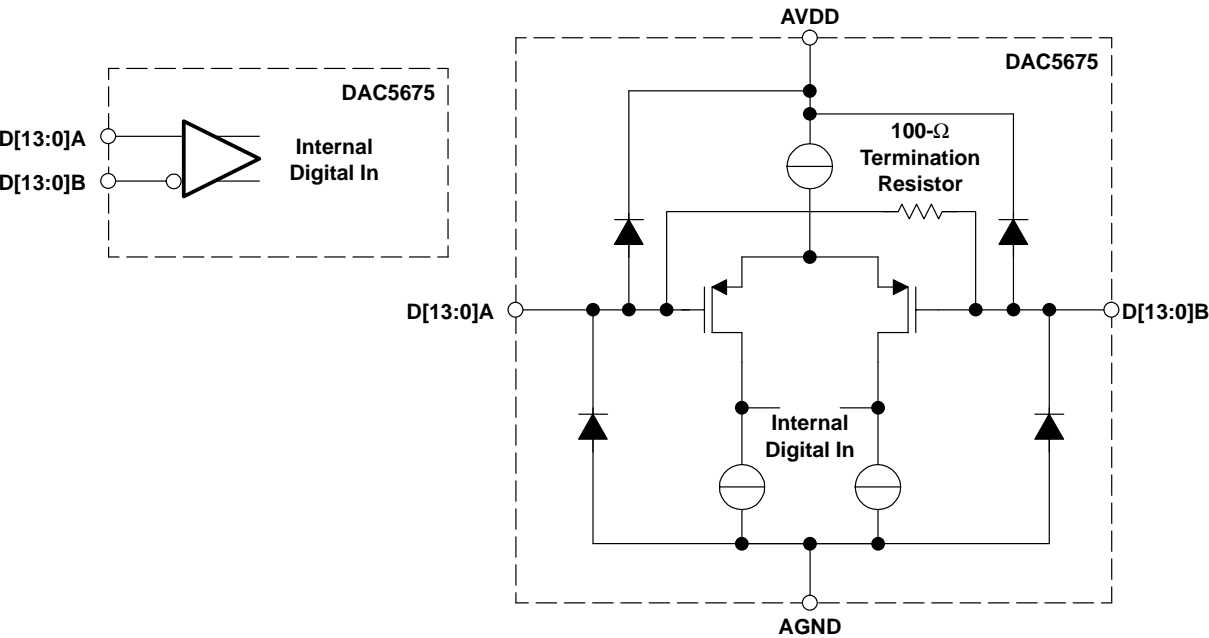 DAC5675
D[13:0]A
D[13:0]B
Internal
Digital In
AVDD
DAC5675
100-Ω
Termination
Resistor
D[13:0]A
D[13:0]B
Internal
Digital In
AGND